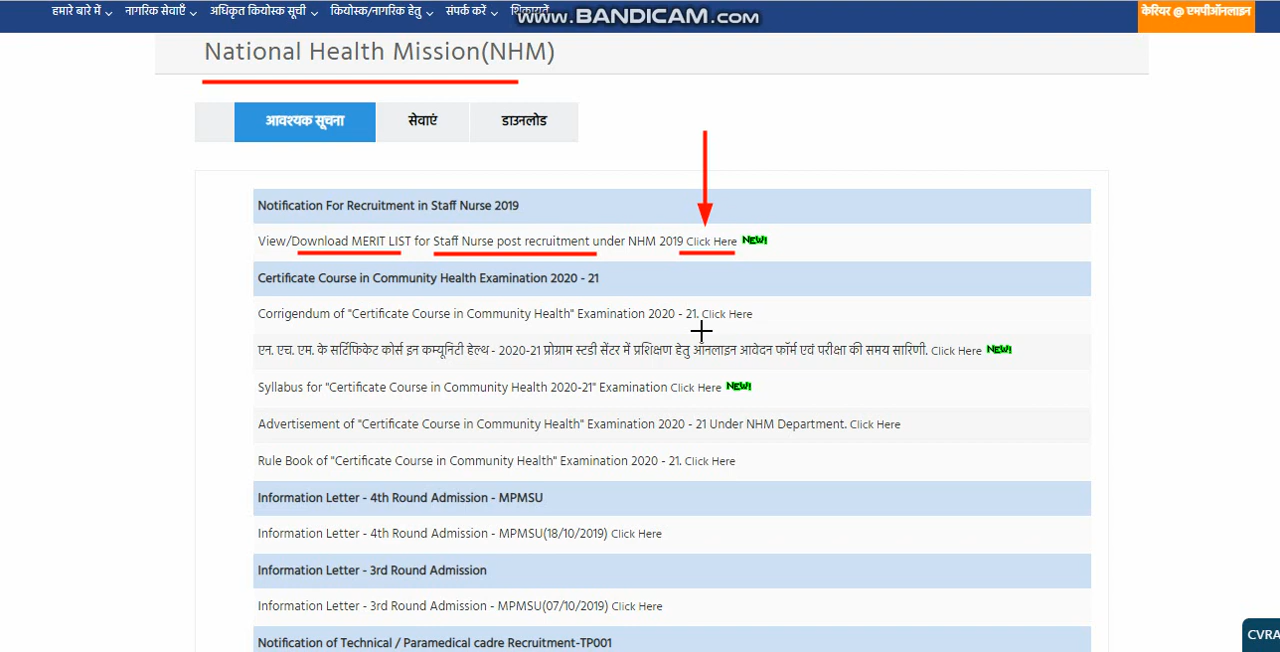 हमारे बारे में नागरिक सेवाएँ अधिकृत कियोस्क सूची कियोस्क/नागरिक हेतु संपर्क करें
www.BANDICAM.com
केरियर @ एमपीऑनलाइन
National Health Mission(NHM)
आवश्यक सूचना सेवाएं डाउनलोड
Notification For Recruitment in Staff Nurse 2019
View/Download MERIT LIST for Staff Nurse post recruitment under NHM 2019 Click Here NEW!
Certificate Course in Community Health Examination 2020 - 21
Corrigendum of "Certificate Course in Community Health" Examination 2020 - 21. Click Here
एन. एच. एम. के सर्टिफिकेट कोर्स इन कम्यूनिटी हेल्थ - 2020-21 प्रोग्राम स्टडी सेंटर में प्रशिक्षण हेतु ऑनलाइन आवेदन फॉर्म एवं परीक्षा की समय सारिणी. Click Here NEW!
Syllabus for "Certificate Course in Community Health 2020-21" Examination Click Here NEW!
Advertisement of "Certificate Course in Community Health" Examination 2020 - 21 Under NHM Department. Click Here
Rule Book of "Certificate Course in Community Health" Examination 2020 - 21. Click Here
Information Letter - 4th Round Admission - MPMSU
Information Letter - 4th Round Admission - MPMSU(18/10/2019) Click Here
Information Letter - 3rd Round Admission
Information Letter - 3rd Round Admission - MPMSU(07/10/2019) Click Here
Notification of Technical / Paramedical cadre Recruitment-TP001
CVRA